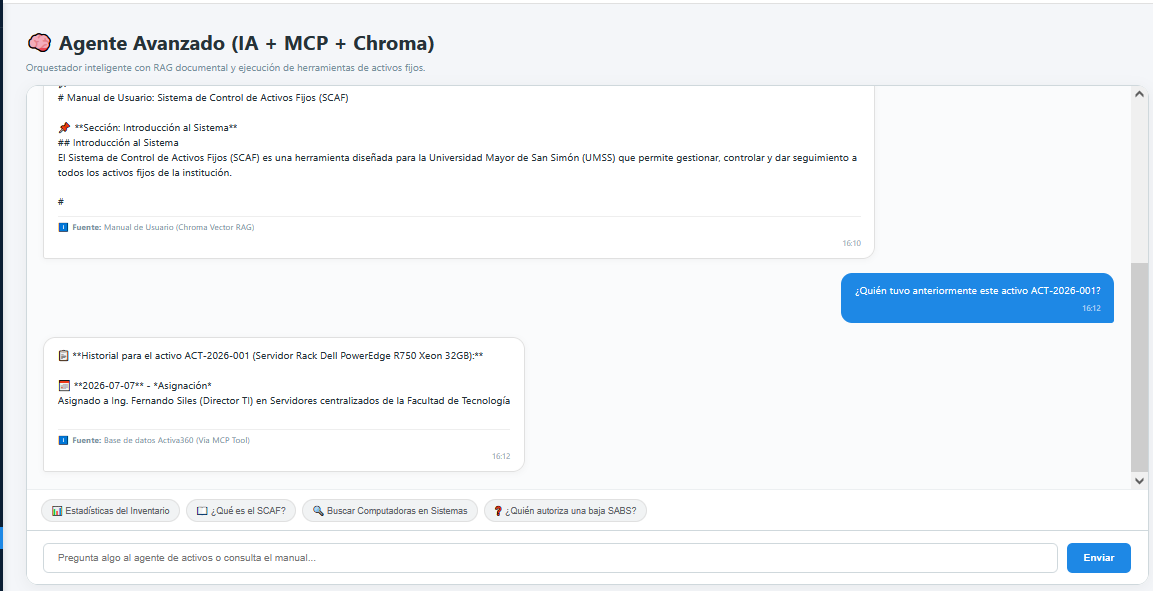 Agente Avanzado (IA + MCP + Chroma)
Orquestador inteligente con RAG documental y ejecución de herramientas de activos fijos.
# Manual de Usuario: Sistema de Control de Activos Fijos (SCAF)
**Sección: Introducción al Sistema**
## Introducción al Sistema
El Sistema de Control de Activos Fijos (SCAF) es una herramienta diseñada para la Universidad Mayor de San Simón (UMSS) que permite gestionar, controlar y dar seguimiento a
todos los activos fijos de la institución.
#
Fuente: Manual de Usuario (Chroma Vector RAG)
16:10
¿Quién tuvo anteriormente este activo ACT-2026-001?
16:12
**Historial para el activo ACT-2026-001 (Servidor Rack Dell PowerEdge R750 Xeon 32GB):**
**2026-07-07** - *Asignación*
Asignado a Ing. Fernando Siles (Director TI) en Servidores centralizados de la Facultad de Tecnología
Fuente: Base de datos Activa360 (Vía MCP Tool)
16:12
Estadísticas del Inventario
¿Qué es el SCAF?
Buscar Computadoras en Sistemas
¿Quién autoriza una baja SABS?
Pregunta algo al agente de activos o consulta el manual...
Enviar